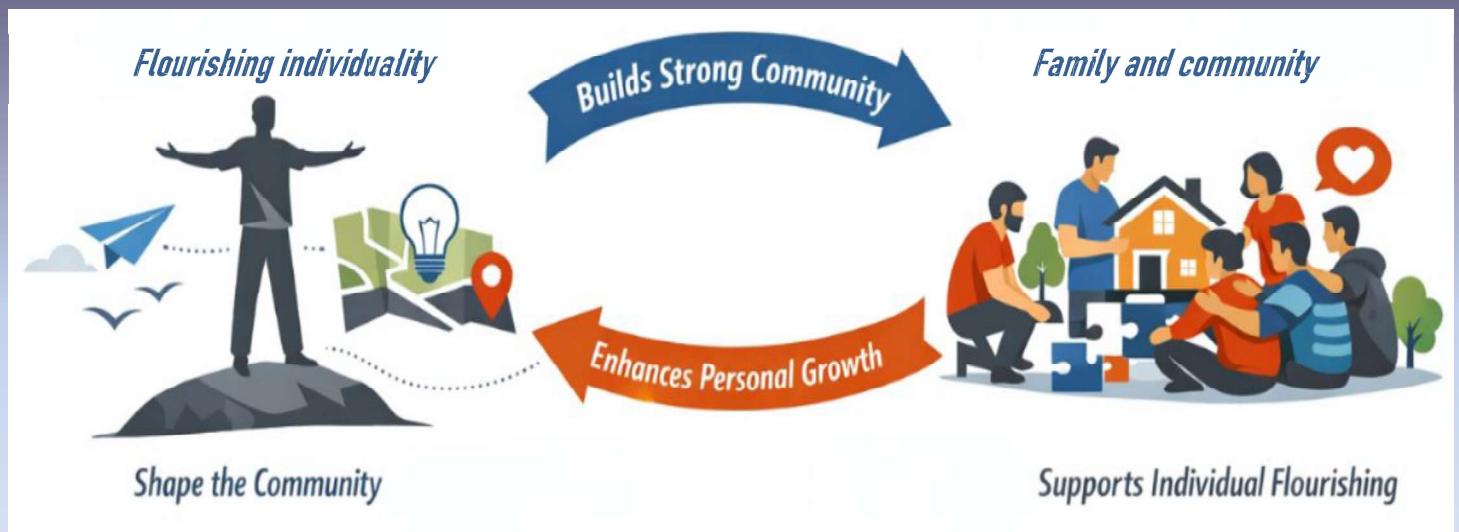 Flourishing individuality
Builds Strong Community
Family and community
Enhances Personal Growth
Shape the Community
Supports Individual Flourishing